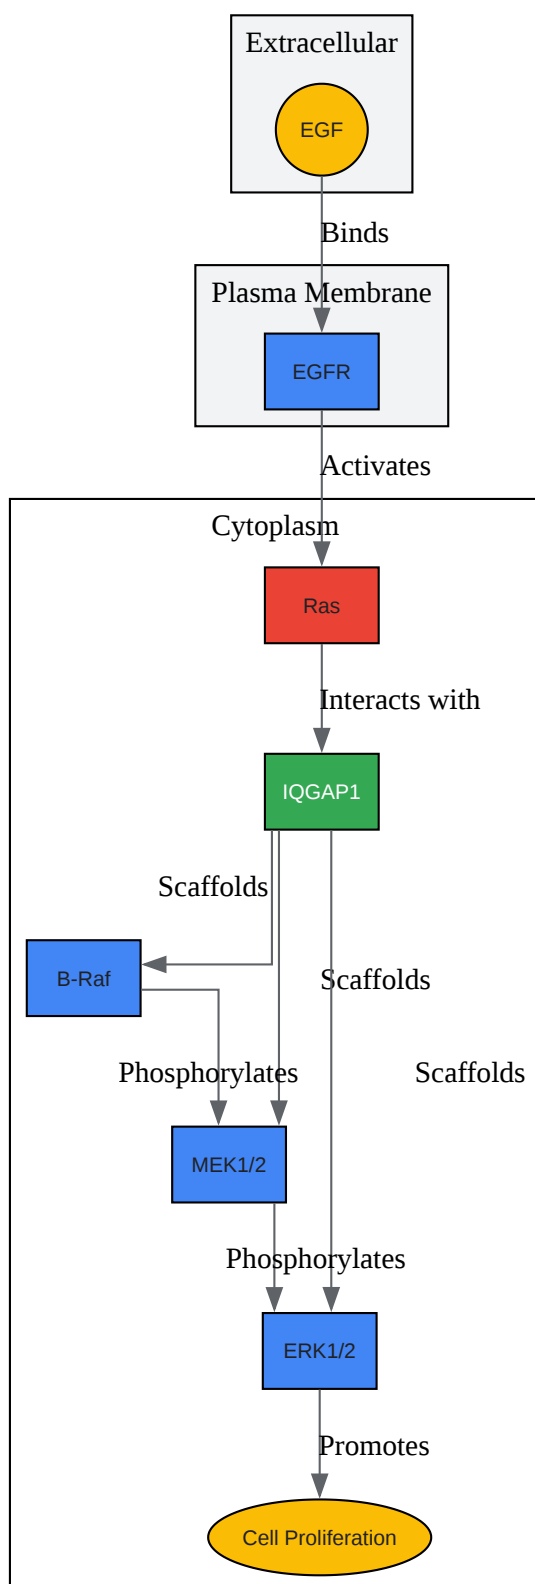 Extracellular
EGF
Binds
Plasma Membrane
EGFR
Activates
Cytoplasm
Ras
Interacts with
IQGAP1
Scaffolds
B-Raf
Scaffolds
Phosphorylates
Scaffolds
MEK1/2
Phosphorylates
ERK1/2
Promotes
Cell Proliferation